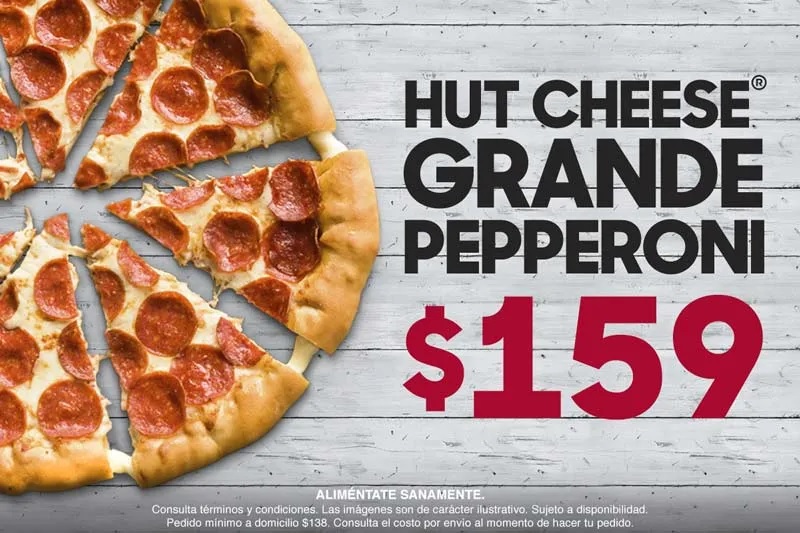 HUT CHEESE®
GRANDE
PEPPERONI
$159
ALIMÉNTATE SANAMENTE.
Consulta términos y condiciones. Las imágenes son de carácter ilustrativo. Sujeto a disponibilidad.
Pedido mínimo a domicilio $138. Consulta el costo por envío al momento de hacer tu pedido.